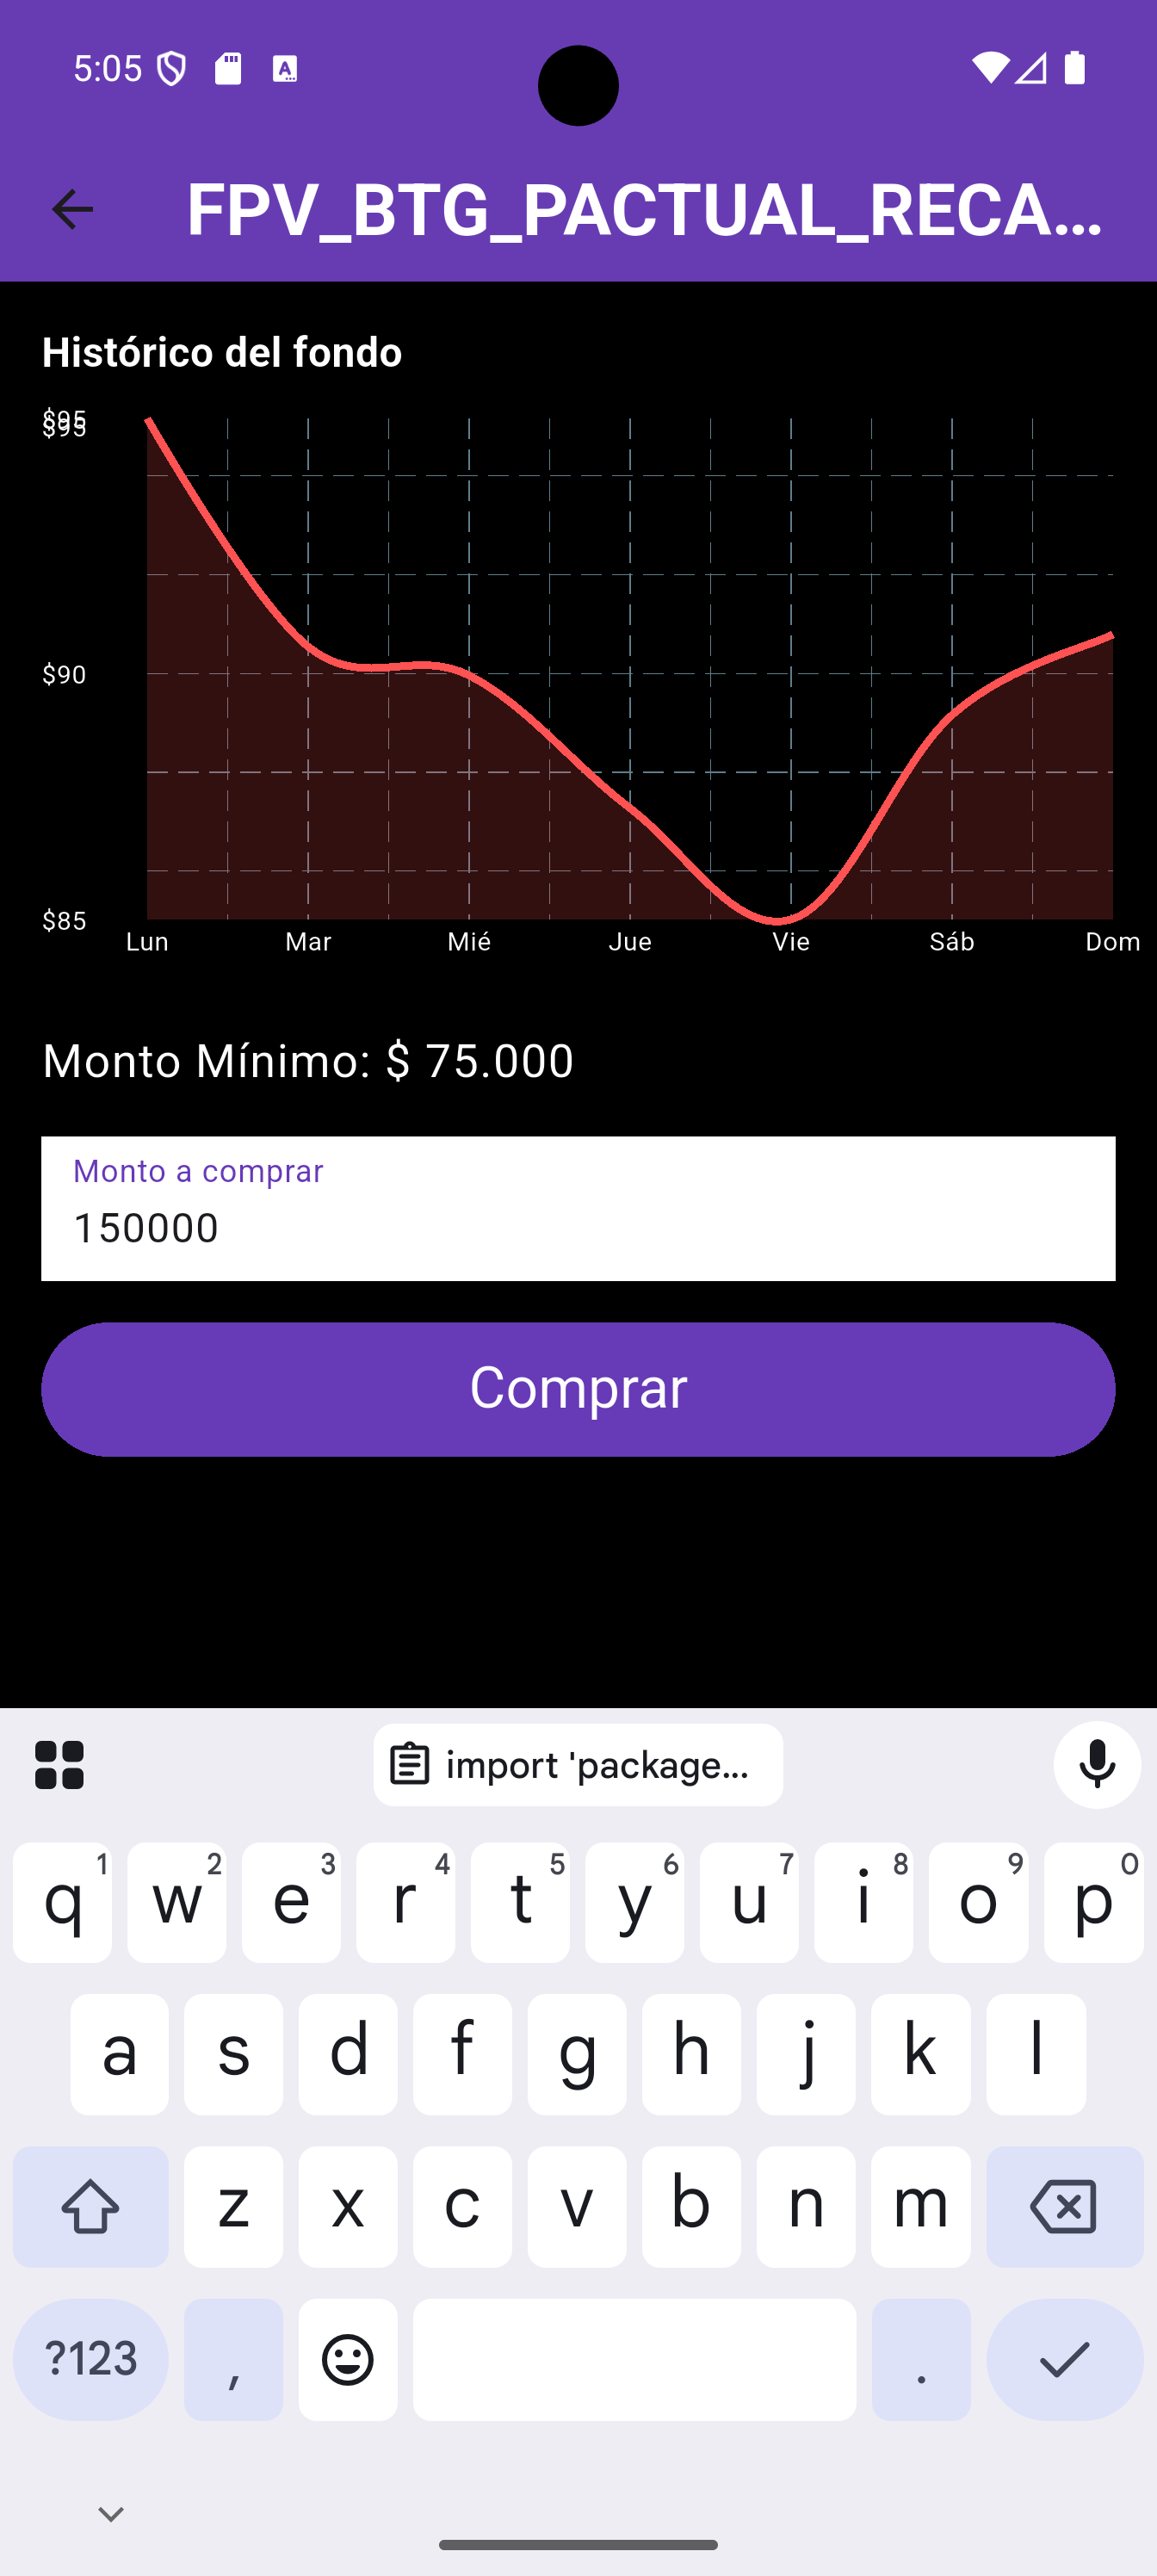 5:05
FPV_BTG_PACTUAL_RECA...
Histórico del fondo
$95
$95
$90
$85
Lun Mar Mié Jue Vie Sáb Dom
Monto Mínimo: $ 75.000
Monto a comprar
150000
Comprar
import 'package...
q 1 w 2 e 3 r 4 t 5 y 6 u 7 i 8 o 9 p 0
a s d f g h j k l
z x c v b n m
?123 , .